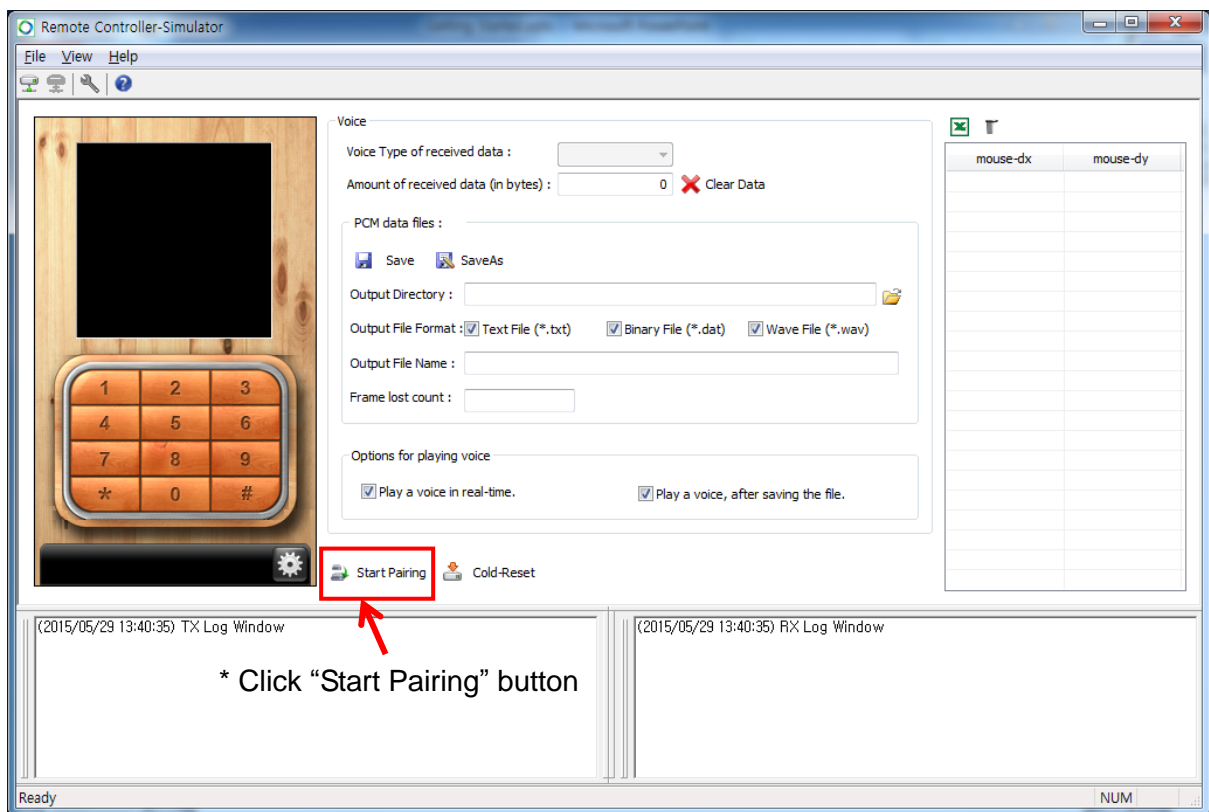 Remote Controller-Simulator
File View Help
Voice
Voice Type of received data :
Amount of received data (in bytes) : 0 Clear Data
PCM data files :
Save SaveAs
Output Directory :
Output File Format : Text File (*.txt) Binary File (*.dat) Wave File (*.wav)
Output File Name :
Frame lost count :
Options for playing voice
Play a voice in real-time. Play a voice, after saving the file.
mouse-dx mouse-dy
1 2 3
4 5 6
7 8 9
* 0 #
Start Pairing Cold-Reset
(2015/05/29 13:40:35) TX Log Window
(2015/05/29 13:40:35) RX Log Window
* Click “Start Pairing” button
Ready NUM